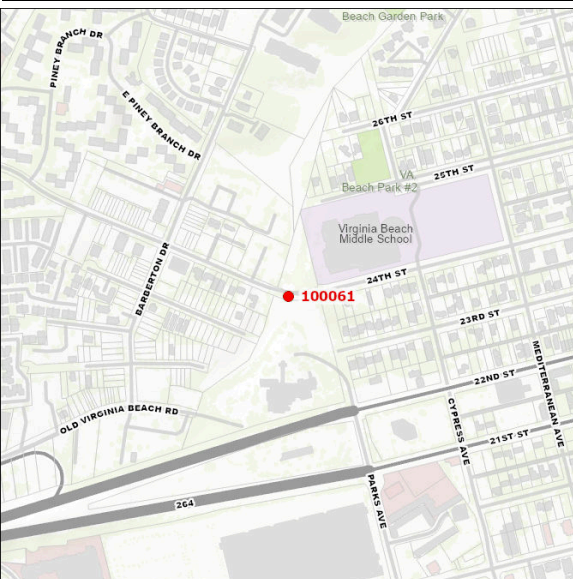 Beach Garden Park
PINEY BRANCH DR
E PINEY BRANCH DR
26TH ST
25TH ST
VA
Beach Park #2
Virginia Beach
Middle School
BARBERTON DR
24TH ST
100061
23RD ST
22ND ST
MEDITERRANEAN AVE
OLD VIRGINIA BEACH RD
CYPRESS AVE
21ST ST
264
PARKS AVE